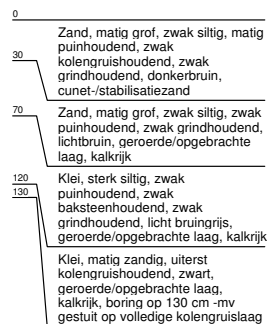 0
Zand, matig grof, zwak siltig, matig
puinhoudend, zwak
kolengruishoudend, zwak
grindhoudend, donkerbruin,
cunet-/stabilisatiezand
30
Zand, matig grof, zwak siltig, zwak
puinhoudend, zwak grindhoudend,
lichtbruin, geroerde/opgebrachte
laag, kalkrijk
70
Klei, sterk siltig, zwak
puinhoudend, zwak
baksteenhoudend, zwak
grindhoudend, licht bruingrijs,
geroerde/opgebrachte laag, kalkrijk
120
130
Klei, matig zandig, uiterst
kolengruishoudend, zwart,
geroerde/opgebrachte laag,
kalkrijk, boring op 130 cm -mv
gestuit op volledige kolengruislaag